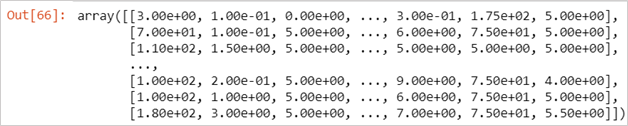 Out[66]: array([[3.00e+00, 1.00e-01, 0.00e+00, ..., 3.00e-01, 1.75e+02, 5.00e+00],
[7.00e+01, 1.00e-01, 5.00e+00, ..., 6.00e+00, 7.50e+01, 5.00e+00],
[1.10e+02, 1.50e+00, 5.00e+00, ..., 5.00e+00, 5.00e+00, 5.00e+00],
...,
[1.00e+02, 2.00e-01, 5.00e+00, ..., 9.00e+00, 7.50e+01, 4.00e+00],
[1.00e+02, 1.00e+00, 5.00e+00, ..., 6.00e+00, 7.50e+01, 5.00e+00],
[1.80e+02, 3.00e+00, 5.00e+00, ..., 7.00e+00, 7.50e+01, 5.50e+00]])